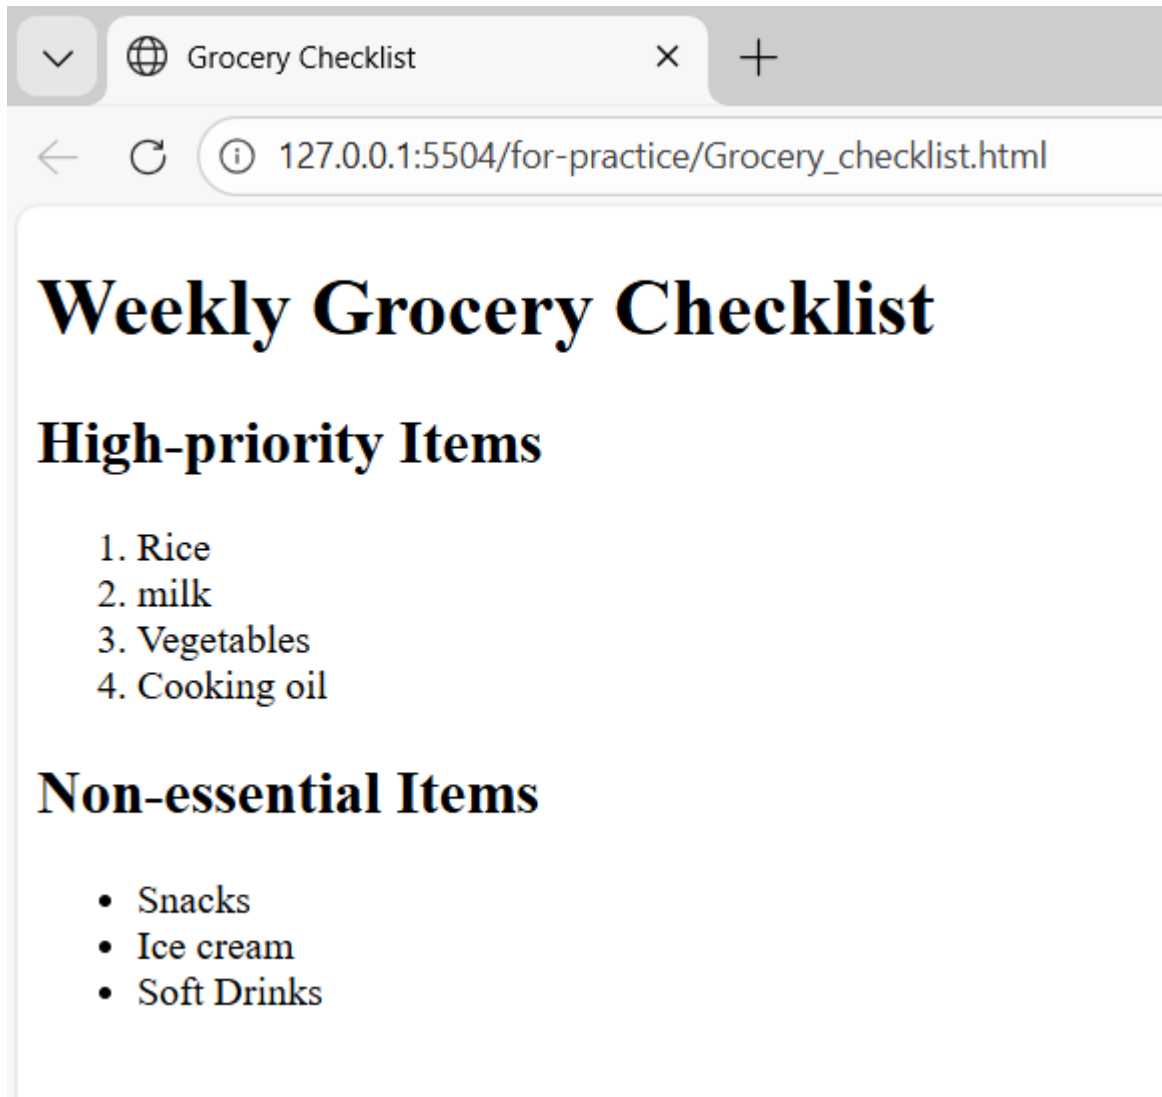 Grocery Checklist
127.0.0.1:5504/for-practice/Grocery_checklist.html
Weekly Grocery Checklist
High-priority Items
1. Rice
2. milk
3. Vegetables
4. Cooking oil
Non-essential Items
• Snacks
• Ice cream
• Soft Drinks